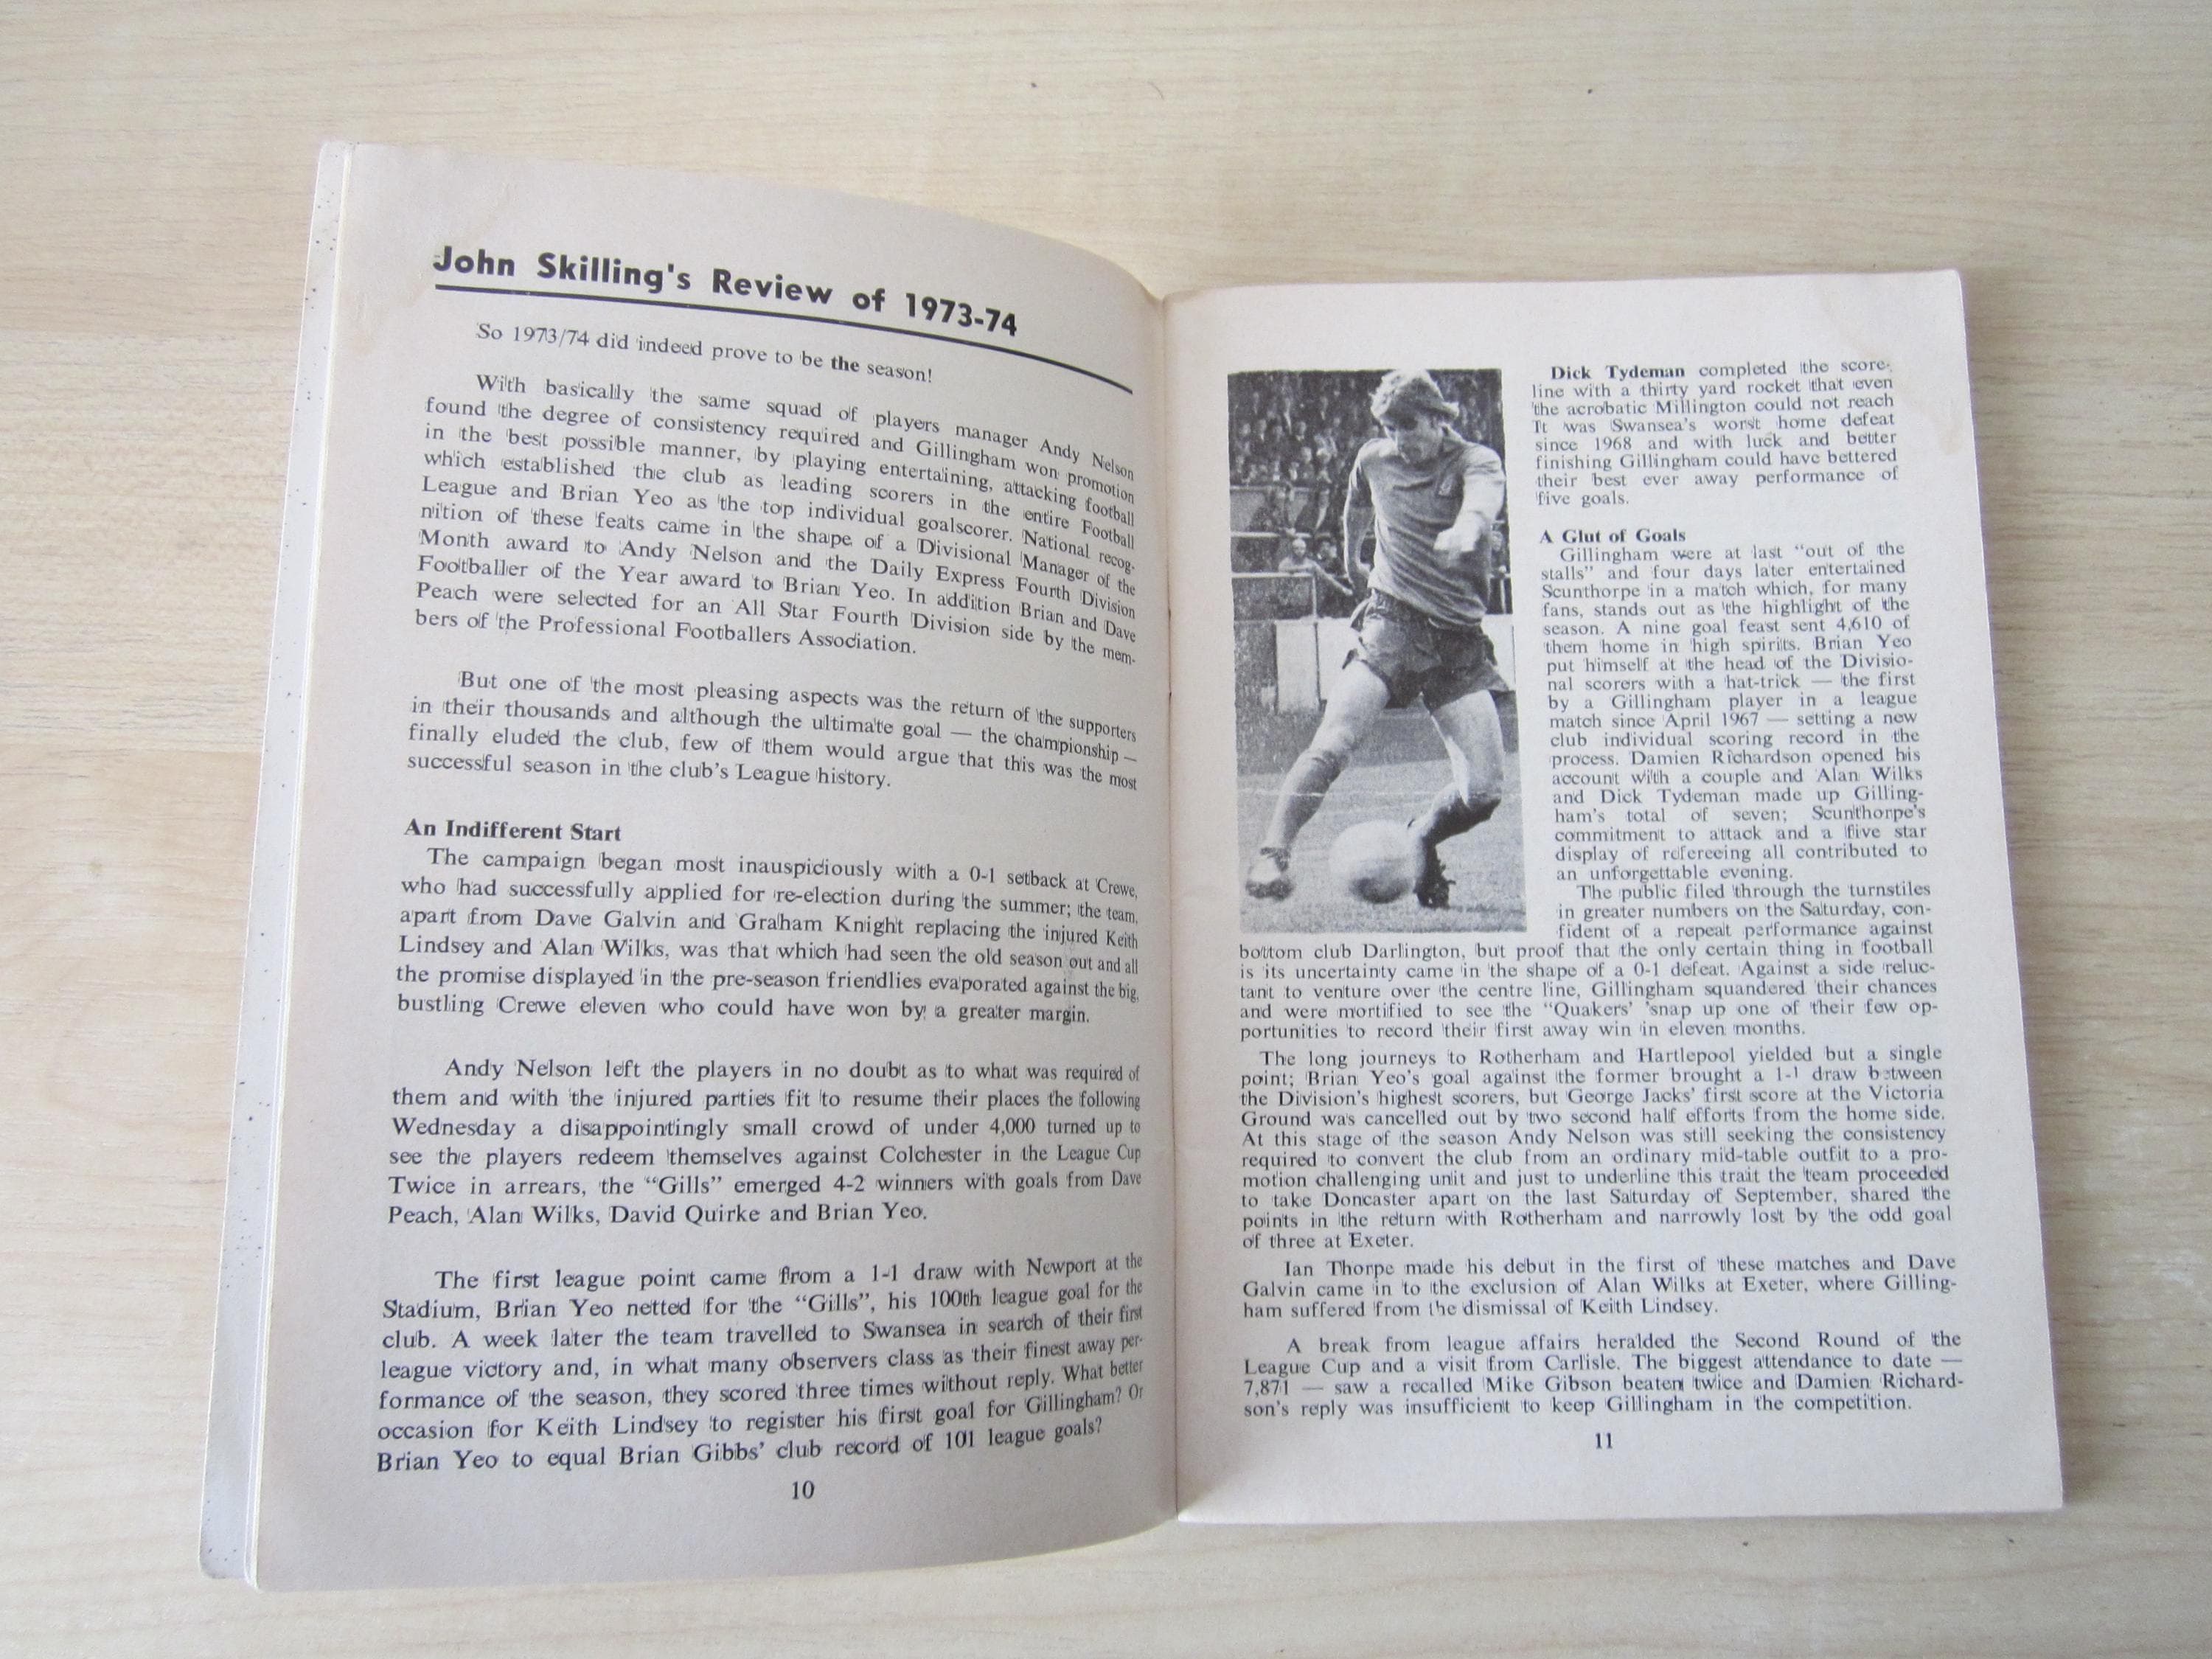 John Skilling's Review of 1973-74
So 1973/74 did indeed prove to be the season!
With basically the same squad of players manager Andy Nelson
found the degree of consistency required and Gillingham won promotion
in the best possible manner, by playing entertaining, attacking football
which established the club as leading scorers in the entire Football
League and Brian Yeo as the top individual goalscorer. National recog-
nition of these feats came in the shape of a Divisional Manager of the
Month award to Andy Nelson and the Daily Express Fourth Division
Footballer of the Year award to Brian Yeo. In addition Brian and Dave
Peach were selected for an All Star Fourth Division side by the mem-
bers of the Professional Footballers Association.
But one of the most pleasing aspects was the return of the supporters
in their thousands and although the ultimate goal — the championship —
finally eluded the club, few of them would argue that this was the most
successful season in the club's League history.
An Indifferent Start
The campaign began most inauspiciously with a 0-1 setback at Crewe,
who had successfully applied for re-election during the summer; the team,
apart from Dave Galvin and Graham Knight replacing the injured Keith
Lindsey and Alan Wilks, was that which had seen the old season out and all
the promise displayed in the pre-season friendlies evaporated against the big,
bustling Crewe eleven who could have won by a greater margin.
Andy Nelson left the players in no doubt as to what was required of
them and with the injured parties fit to resume their places the following
Wednesday a disappointingly small crowd of under 4,000 turned up to
see the players redeem themselves against Colchester in the League Cup
Twice in arrears, the "Gills" emerged 4-2 winners with goals from Dave
Peach, Alan Wilks, David Quirke and Brian Yeo.
The first league point came from a 1-1 draw with Newport at the
Stadium, Brian Yeo netted for the "Gills", his 100th league goal for the
club. A week later the team travelled to Swansea in search of their first
league victory and, in what many observers class as their finest away per-
formance of the season, they scored three times without reply. What better
occasion for Keith Lindsey to register his first goal for Gillingham? Or
Brian Yeo to equal Brian Gibbs' club record of 101 league goals?
10
Dick Tydeman completed the score-
line with a thirty yard rocket that even
the acrobatic Millington could not reach
It was Swansea's worst home defeat
since 1968 and with luck and better
finishing Gillingham could have bettered
their best ever away performance of
five goals.
A Glut of Goals
Gillingham were at last "out of the
stalls" and four days later entertained
Scunthorpe in a match which, for many
fans, stands out as the highlight of the
season. A nine goal feast sent 4,610 of
them home in high spirits. Brian Yeo
put himself at the head of the Divisio-
nal scorers with a hat-trick — the first
by a Gillingham player in a league
match since April 1967 — setting a new
club individual scoring record in the
process. Damien Richardson opened his
account with a couple and Alan Wilks
and Dick Tydeman made up Gilling-
ham's total of seven; Scunthorpe's
commitment to attack and a five star
display of refereeing all contributed to
an unforgettable evening.
The public filed through the turnstiles
in greater numbers on the Saturday, con-
fident of a repeat performance against
bottom club Darlington, but proof that the only certain thing in football
is its uncertainty came in the shape of a 0-1 defeat. Against a side reluc-
tant to venture over the centre line, Gillingham squandered their chances
and were mortified to see the "Quakers' 'snap up one of their few op-
portunities to record their first away win in eleven months.
The long journeys to Rotherham and Hartlepool yielded but a single
point; Brian Yeo's goal against the former brought a 1-1 draw between
the Division's highest scorers, but George Jacks' first score at the Victoria
Ground was cancelled out by two second half efforts from the home side.
At this stage of the season Andy Nelson was still seeking the consistency
required to convert the club from an ordinary mid-table outfit to a pro-
motion challenging unit and just to underline this trait the team proceeded
to take Doncaster apart on the last Saturday of September, shared the
points in the return with Rotherham and narrowly lost by the odd goal
of three at Exeter.
Ian Thorpe made his debut in the first of these matches and Dave
Galvin came in to the exclusion of Alan Wilks at Exeter, where Gilling-
ham suffered from the dismissal of Keith Lindsey.
A break from league affairs heralded the Second Round of the
League Cup and a visit from Carlisle. The biggest attendance to date —
7,871 — saw a recalled Mike Gibson beaten twice and Damien Richard-
son's reply was insufficient to keep Gillingham in the competition.
11